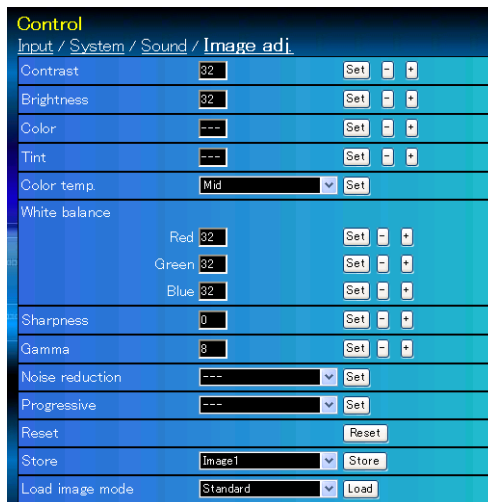 Control
Input / System / Sound / Image adj.
Contrast 32 Set - +
Brightness 32 Set - +
Color --- Set - +
Tint --- Set - +
Color temp. Mid Set
White balance
Red 32 Set - +
Green 32 Set - +
Blue 32 Set - +
Sharpness 0 Set - +
Gamma 8 Set - +
Noise reduction --- Set
Progressive --- Set
Reset Reset
Store Image1 Store
Load image mode Standard Load